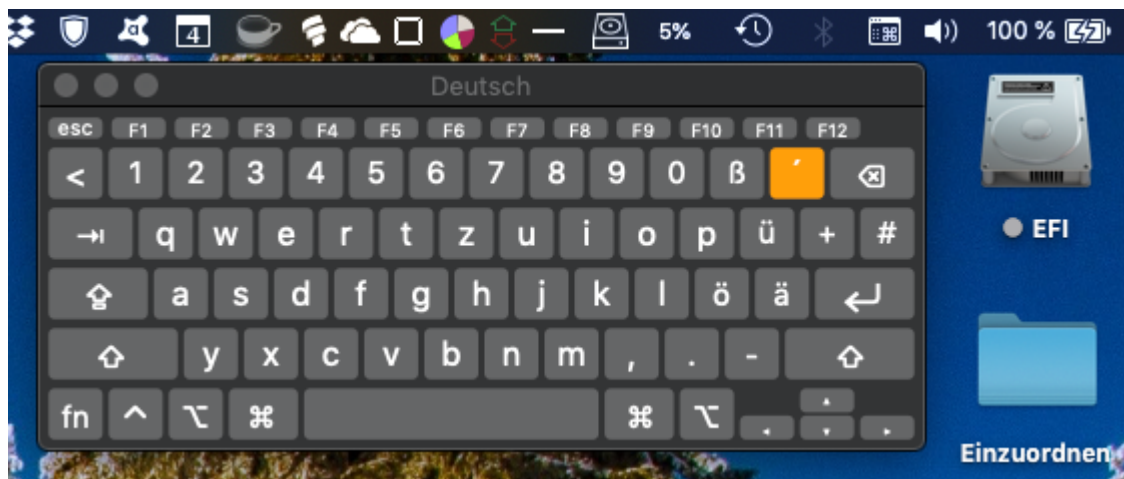 4 5% 100 %
Deutsch
esc F1 F2 F3 F4 F5 F6 F7 F8 F9 F10 F11 F12
< 1 2 3 4 5 6 7 8 9 0 ß ´
q w e r t z u i o p ü + #
a s d f g h j k l ö ä
y x c v b n m , . -
fn ^ ⌥ ⌘ ⌘ ⌥
EFI
Einzuordnen